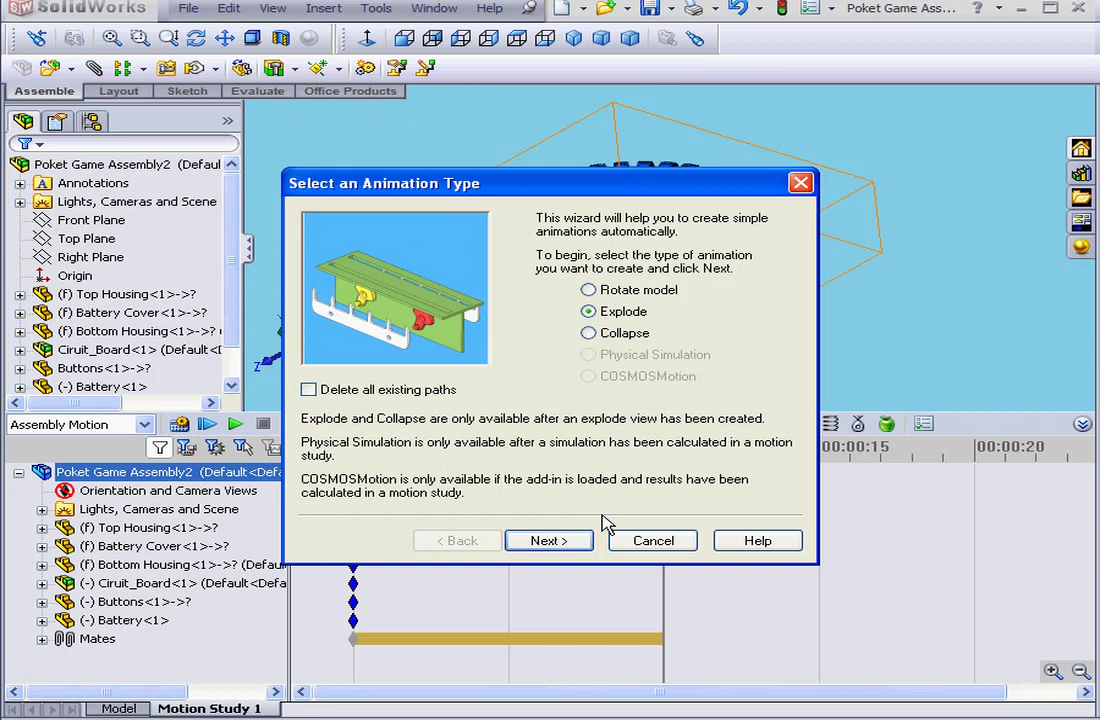 SolidWorks File Edit View Insert Tools Window Help Poket Game Ass... ?
Assemble Layout Sketch Evaluate Office Products
Poket Game Assembly2 (Defaul
Annotations
Lights, Cameras and Scene
Front Plane
Top Plane
Right Plane
Origin
(f) Top Housing<1>->?
(f) Battery Cover<1>->?
(f) Bottom Housing<1>->?
Ciruit_Board<1> (Default<D
Buttons<1>->?
(-) Battery<1>
Z
Select an Animation Type
This wizard will help you to create simple
animations automatically.
To begin, select the type of animation
you want to create and click Next.
Rotate model
Explode
Collapse
Physical Simulation
COSMOSMotion
Delete all existing paths
Explode and Collapse are only available after an explode view has been created.
Physical Simulation is only available after a simulation has been calculated in a motion
study.
COSMOSMotion is only available if the add-in is loaded and results have been
calculated in a motion study.
< Back Next > Cancel Help
Assembly Motion
00:00:15 00:00:20
Poket Game Assembly2 (Default<Def
Orientation and Camera Views
Lights, Cameras and Scene
(f) Top Housing<1>->?
(f) Battery Cover<1>->?
(f) Bottom Housing<1>->? (Default<De
(-) Ciruit_Board<1> (Default<Defa
(-) Buttons<1>->?
(-) Battery<1>
Mates
Model Motion Study 1